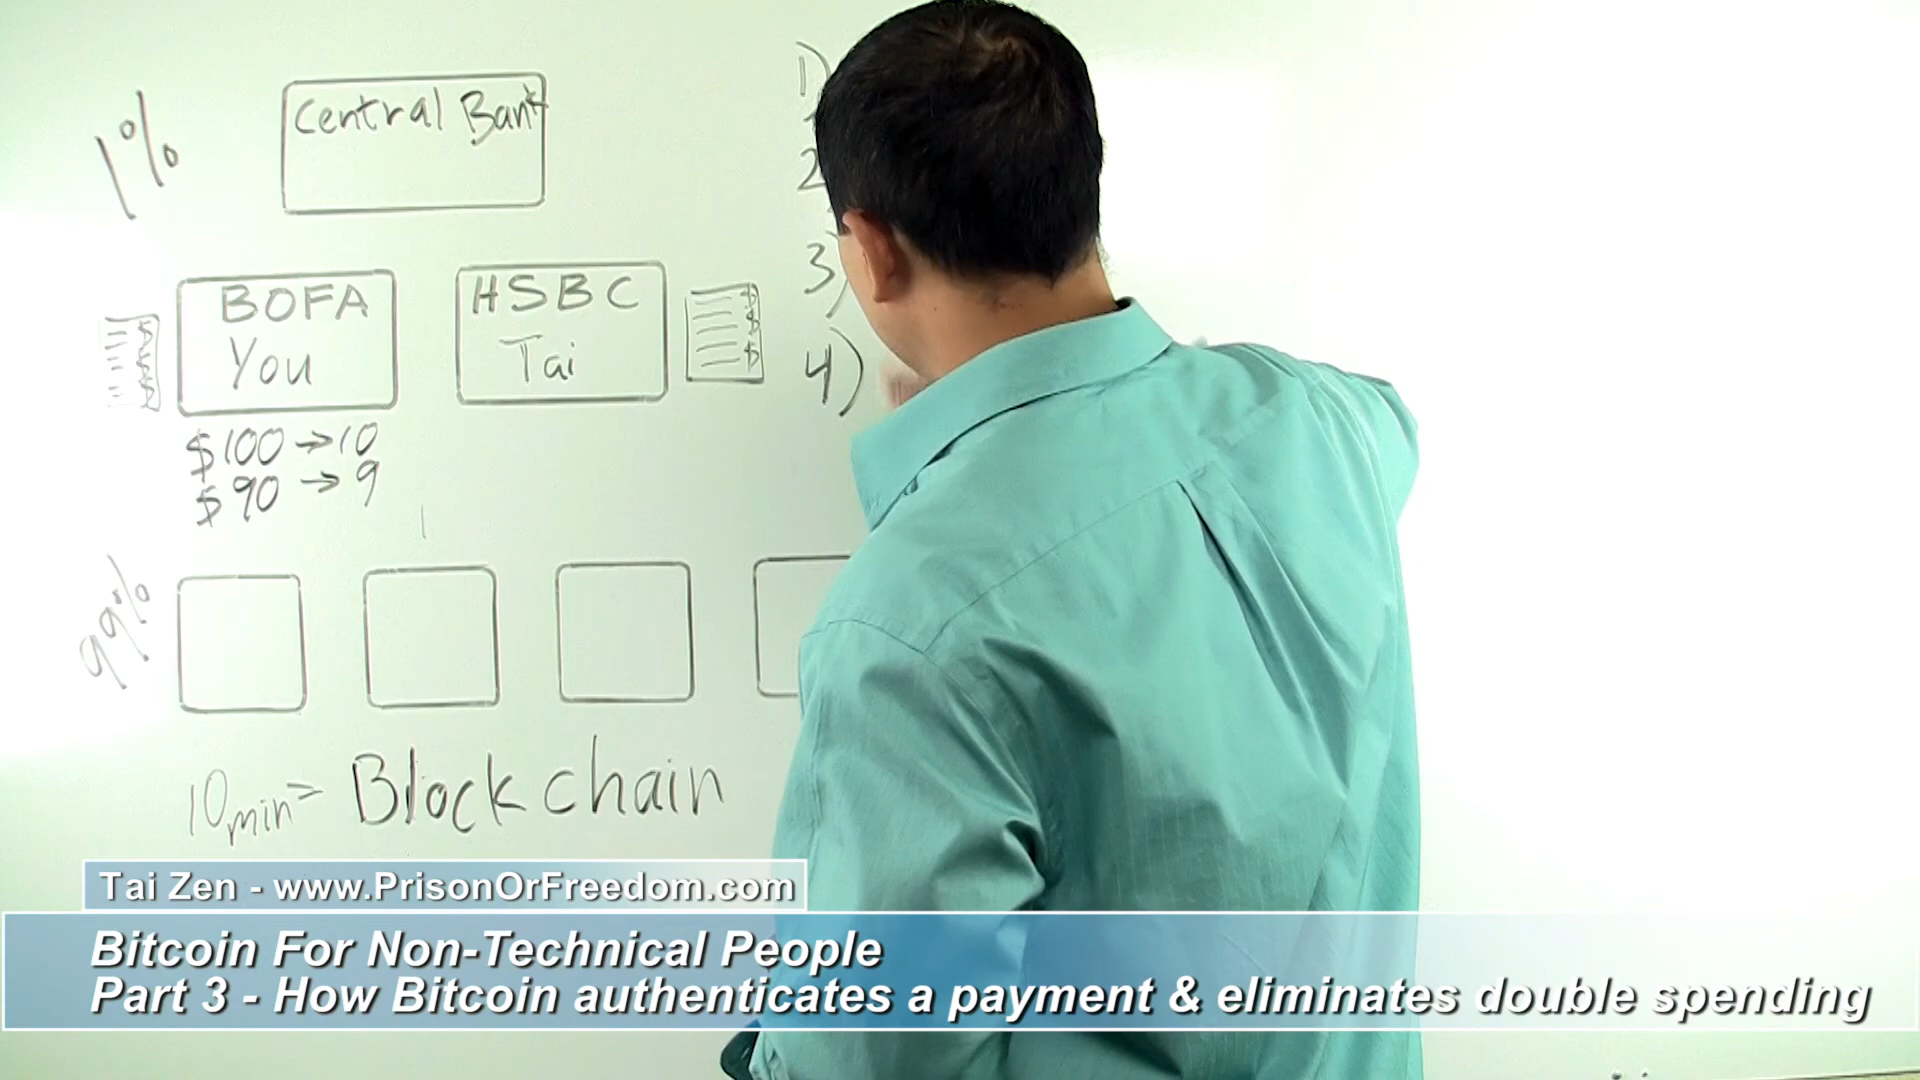 1%
Central Bank
1)
2
3)
4)
BOFA
You
HSBC
Tai
$ $ $ $
$ $ $
$100 → 10
$90 → 9
99%
10min = Blockchain
Tai Zen - www.PrisonOrFreedom.com
Bitcoin For Non-Technical People
Part 3 - How Bitcoin authenticates a payment & eliminates double spending